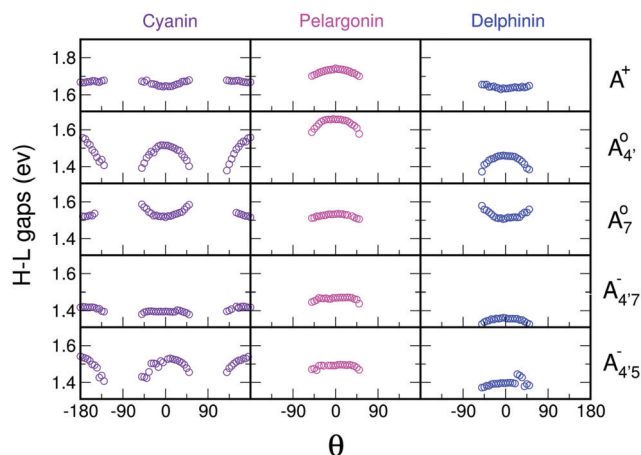 Cyanin Pelargonin Delphinin
1.8
1.6
A⁺
1.6
1.4
A⁰4'
1.6
1.4
A⁰7
1.6
1.4
A⁻4'7
1.6
1.4
A⁻4'5
H-L gaps (ev)
-180 -90 0 90 -90 0 90 -90 0 90 180
θ